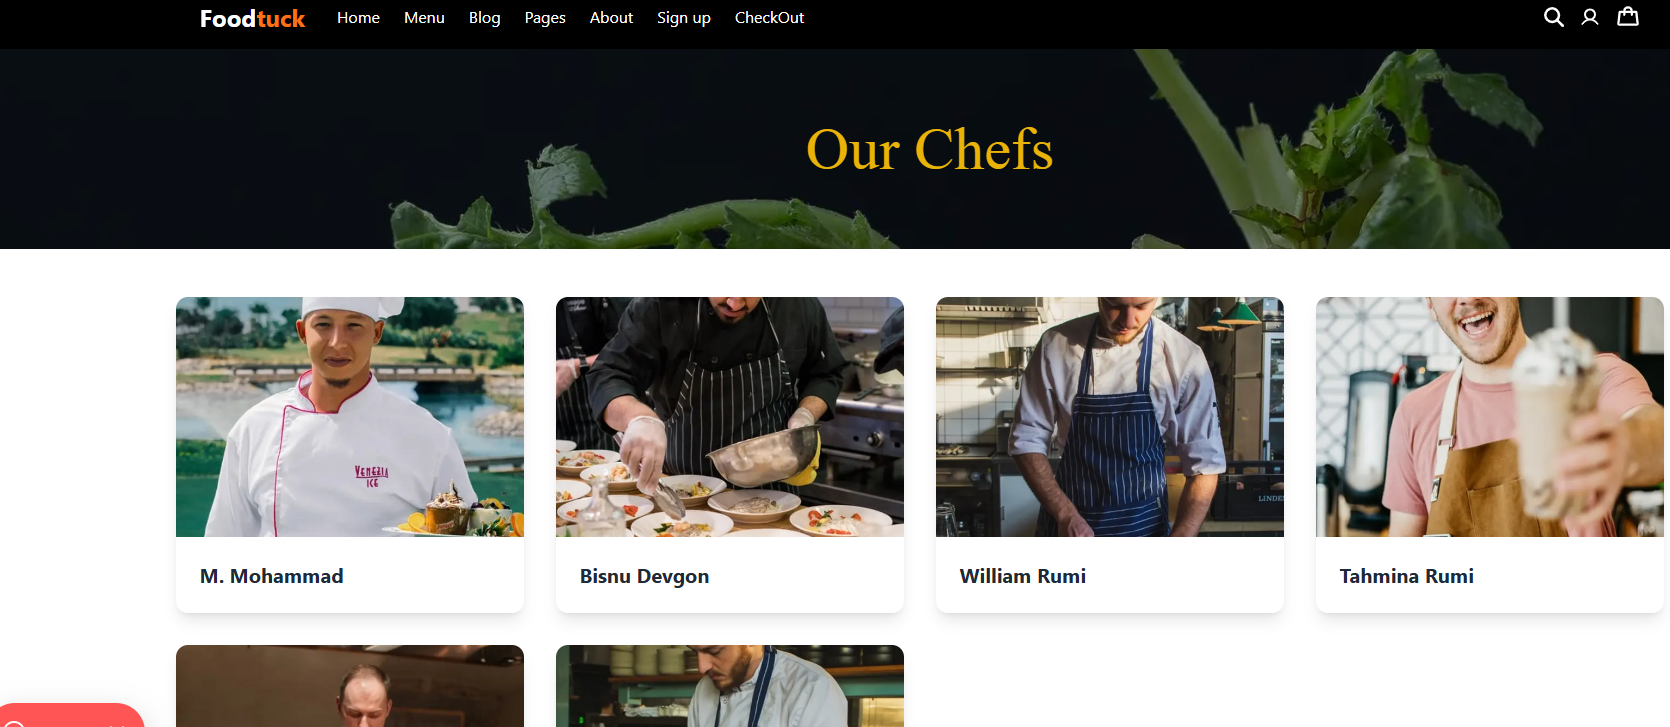 Foodtuck Home Menu Blog Pages About Sign up CheckOut
Our Chefs
VENEZIA
ICE
LINDE
M. Mohammad
Bisnu Devgon
William Rumi
Tahmina Rumi